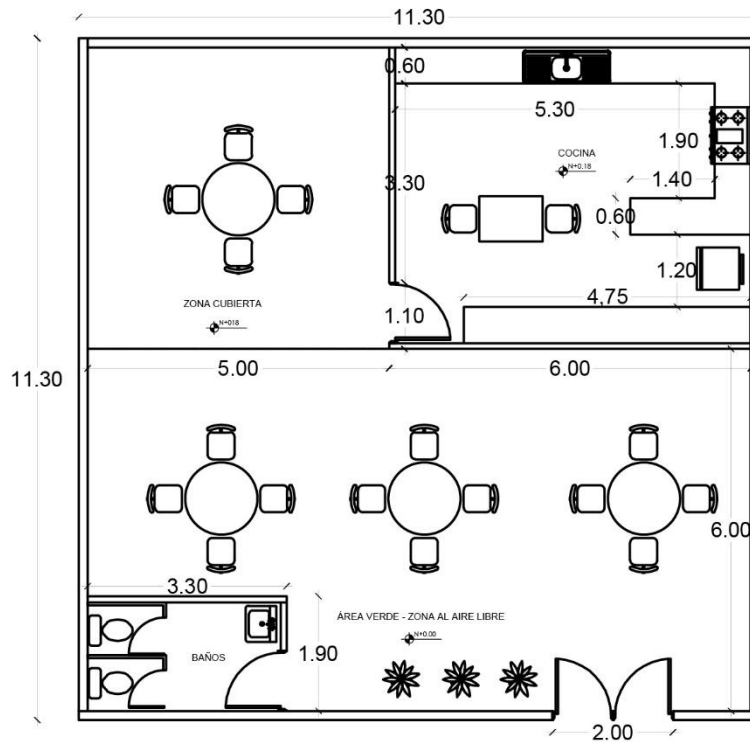 11.30
0.60
5.30
COCINA
N+0.18
1.90
3.30
1.40
0.60
1.20
ZONA CUBIERTA
N+018
4,75
1.10
11.30
5.00
6.00
6.00
3.30
ÁREA VERDE - ZONA AL AIRE LIBRE
N+0.00
1.90
BAÑOS
2.00